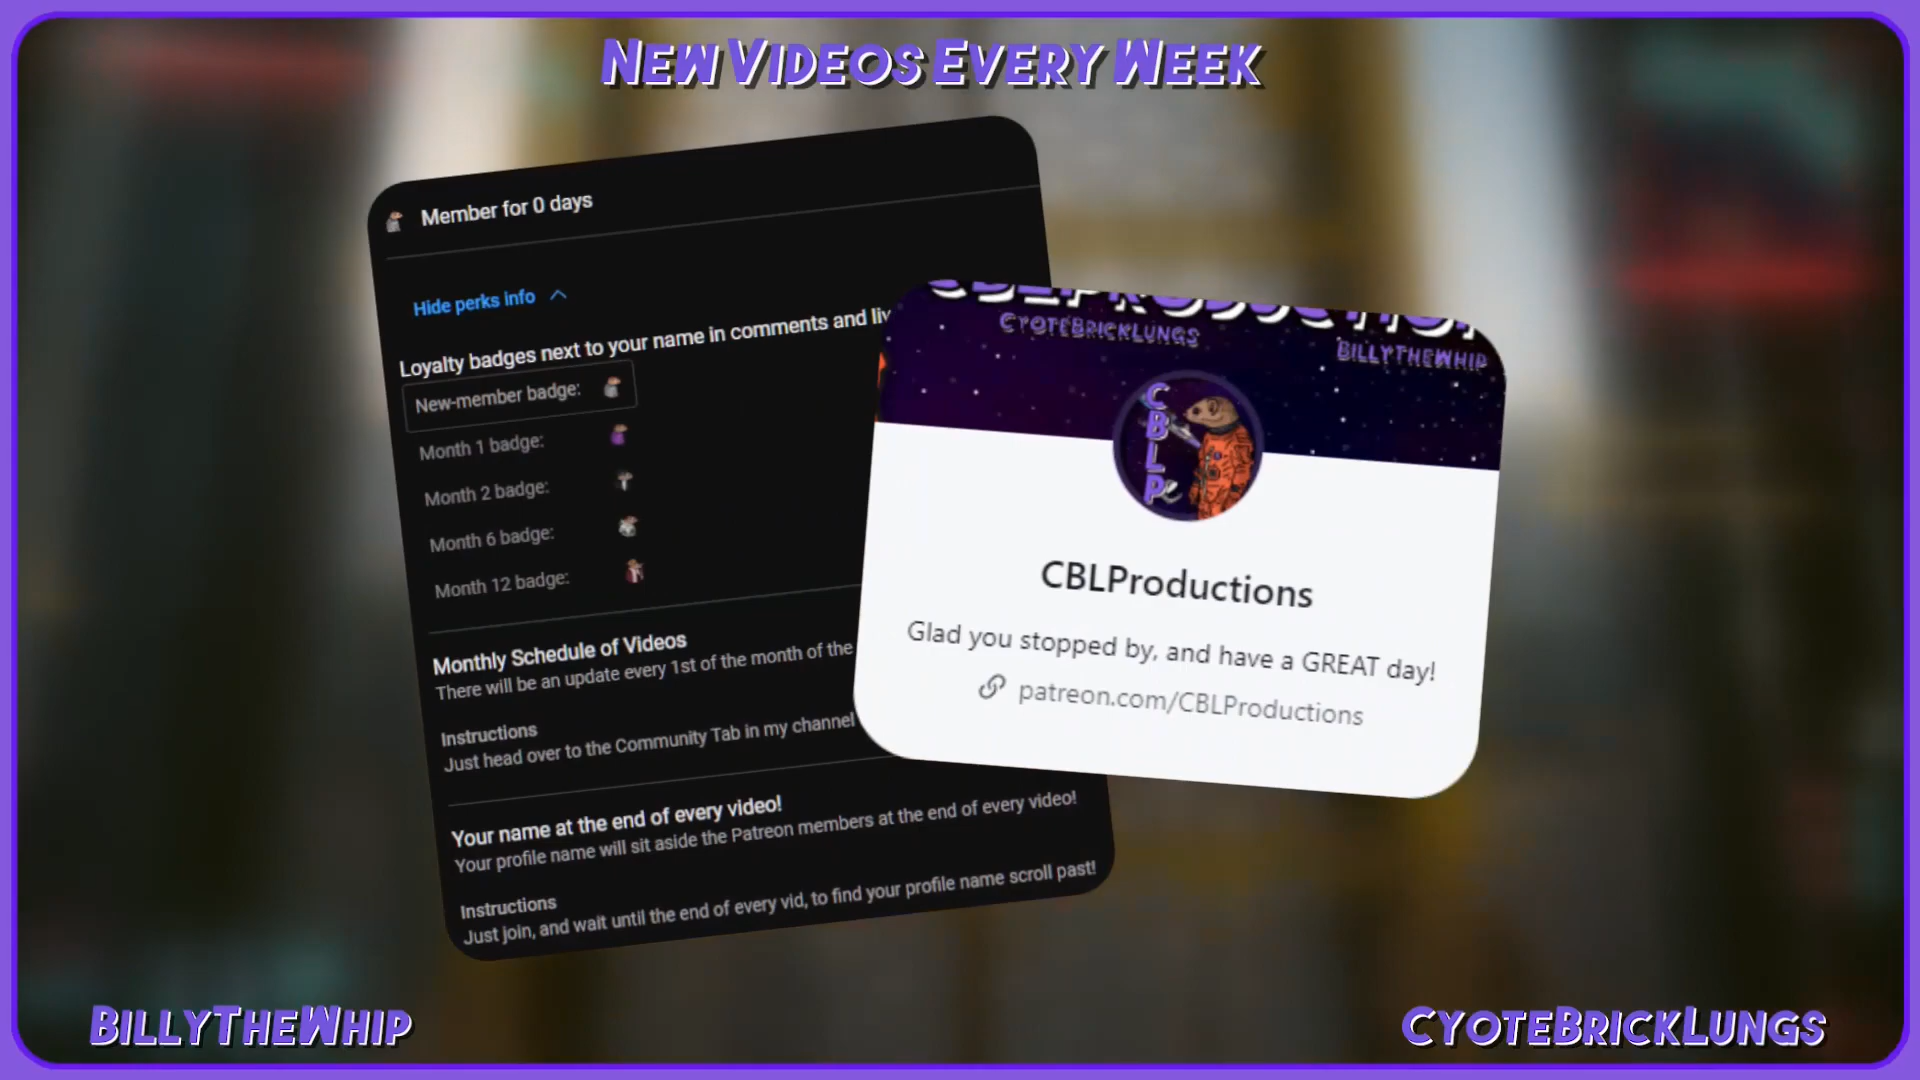 NEW VIDEOS EVERY WEEK
Member for 0 days
Hide perks info
Loyalty badges next to your name in comments and liv
New-member badge:
Month 1 badge:
Month 2 badge:
Month 6 badge:
Month 12 badge:
Monthly Schedule of Videos
There will be an update every 1st of the month of the
Instructions
Just head over to the Community Tab in my channel
Your name at the end of every video!
Your profile name will sit aside the Patreon members at the end of every video!
Instructions
Just join, and wait until the end of every vid, to find your profile name scroll past!
CBLPRODUCTION
CYOTEBRICKLUNGS
BILLYTHEWHIP
CBLP
CBLProductions
Glad you stopped by, and have a GREAT day!
patreon.com/CBLProductions
BILLYTHEWHIP
CYOTEBRICKLUNGS